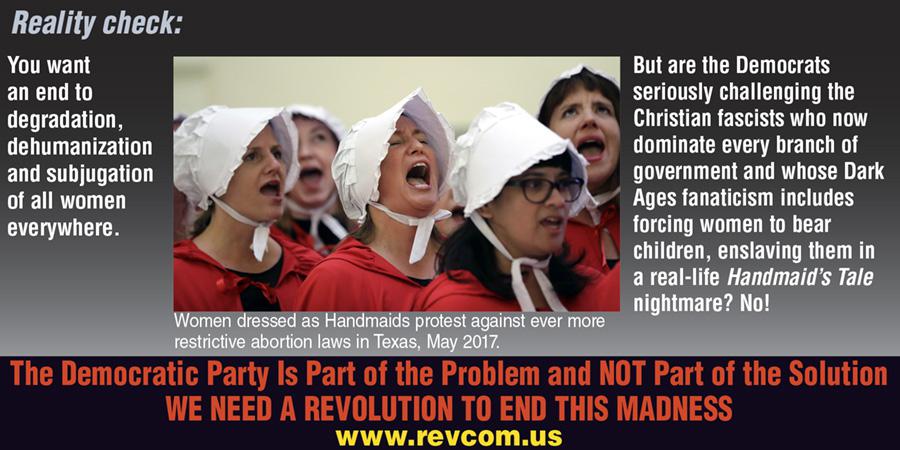 Reality check:
You want
an end to
degradation,
dehumanization
and subjugation
of all women
everywhere.
Women dressed as Handmaids protest against ever more
restrictive abortion laws in Texas, May 2017.
But are the Democrats
seriously challenging the
Christian fascists who now
dominate every branch of
government and whose Dark
Ages fanaticism includes
forcing women to bear
children, enslaving them in
a real-life Handmaid's Tale
nightmare? No!
The Democratic Party Is Part of the Problem and NOT Part of the Solution
WE NEED A REVOLUTION TO END THIS MADNESS
www.revcom.us